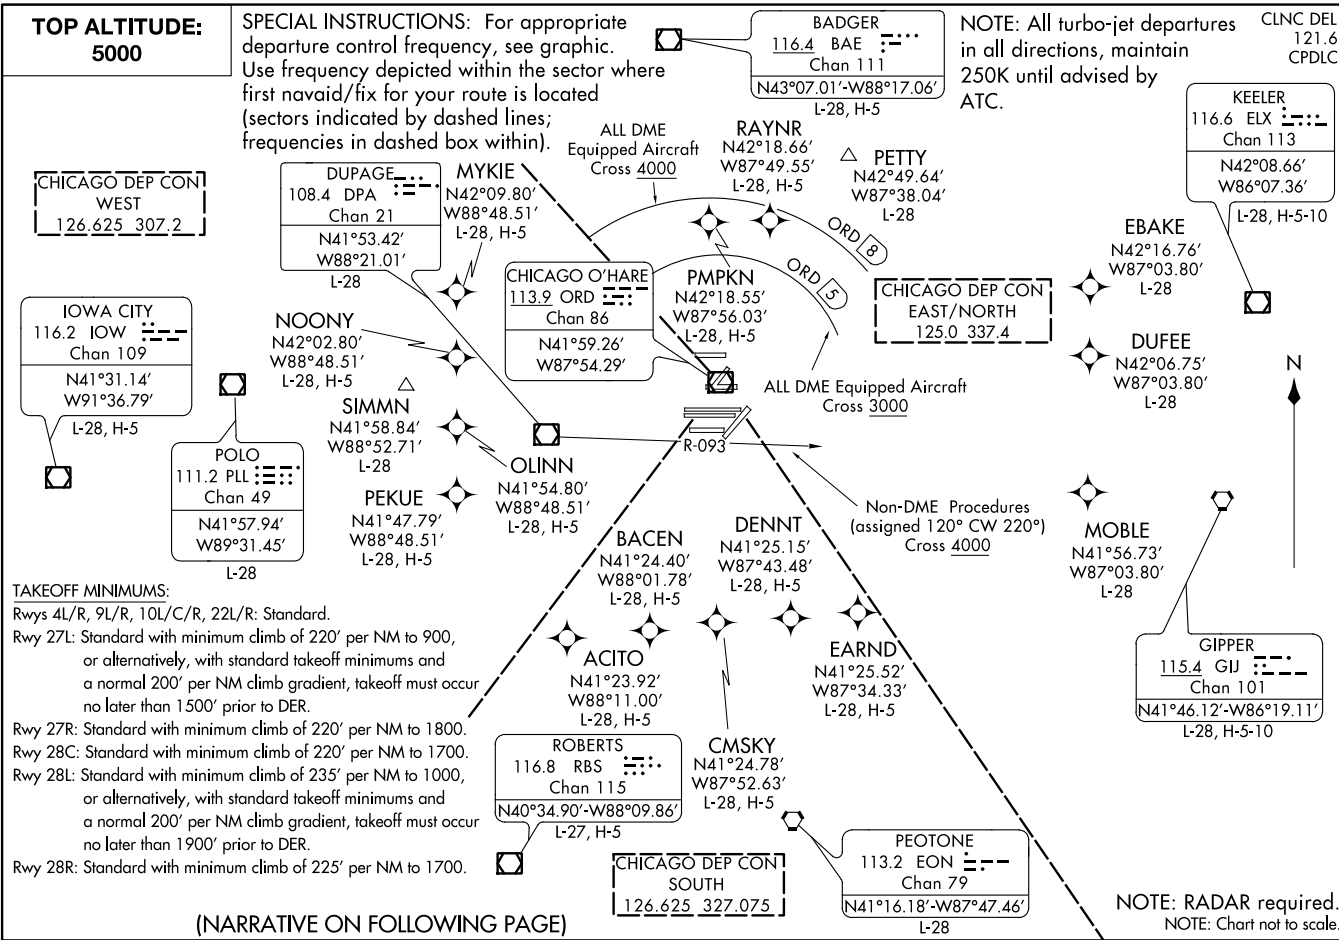 TOP ALTITUDE:
5000
SPECIAL INSTRUCTIONS: For appropriate
departure control frequency, see graphic.
Use frequency depicted within the sector where
first navaid/fix for your route is located
(sectors indicated by dashed lines;
frequencies in dashed box within).
BADGER
116.4 BAE
Chan 111
N43°07.01′-W88°17.06′
L-28, H-5
NOTE: All turbo-jet departures
in all directions, maintain
250K until advised by
ATC.
CLNC DEL
121.6
CPDLC
KEELER
116.6 ELX
Chan 113
N42°08.66′
W86°07.36′
L-28, H-5-10
CHICAGO DEP CON
WEST
126.625 307.2
DUPAGE
108.4 DPA
Chan 21
N41°53.42′
W88°21.01′
L-28
MYKIE
N42°09.80′
W88°48.51′
L-28, H-5
ALL DME
Equipped Aircraft
Cross 4000
RAYNR
N42°18.66′
W87°49.55′
L-28, H-5
PETTY
N42°49.64′
W87°38.04′
L-28
ORD 8
ORD 5
EBAKE
N42°16.76′
W87°03.80′
L-28
CHICAGO O'HARE
113.9 ORD
Chan 86
N41°59.26′
W87°54.29′
PMPKN
N42°18.55′
W87°56.03′
L-28, H-5
CHICAGO DEP CON
EAST/NORTH
125.0 337.4
IOWA CITY
116.2 IOW
Chan 109
N41°31.14′
W91°36.79′
L-28, H-5
NOONY
N42°02.80′
W88°48.51′
L-28, H-5
DUFEE
N42°06.75′
W87°03.80′
L-28
N
ALL DME Equipped Aircraft
Cross 3000
SIMMN
N41°58.84′
W88°52.71′
L-28
POLO
111.2 PLL
Chan 49
N41°57.94′
W89°31.45′
L-28
R-093
OLINN
N41°54.80′
W88°48.51′
L-28, H-5
PEKUE
N41°47.79′
W88°48.51′
L-28, H-5
Non-DME Procedures
(assigned 120° CW 220°)
Cross 4000
MOBLE
N41°56.73′
W87°03.80′
L-28
BACEN
N41°24.40′
W88°01.78′
L-28, H-5
DENNT
N41°25.15′
W87°43.48′
L-28, H-5
GIPPER
115.4 GIJ
Chan 101
N41°46.12′-W86°19.11′
L-28, H-5-10
ACITO
N41°23.92′
W88°11.00′
L-28, H-5
EARND
N41°25.52′
W87°34.33′
L-28, H-5
CMSKY
N41°24.78′
W87°52.63′
L-28, H-5
TAKEOFF MINIMUMS:
Rwys 4L/R, 9L/R, 10L/C/R, 22L/R: Standard.
Rwy 27L: Standard with minimum climb of 220′ per NM to 900,
or alternatively, with standard takeoff minimums and
a normal 200′ per NM climb gradient, takeoff must occur
no later than 1500′ prior to DER.
Rwy 27R: Standard with minimum climb of 220′ per NM to 1800.
Rwy 28C: Standard with minimum climb of 220′ per NM to 1700.
Rwy 28L: Standard with minimum climb of 235′ per NM to 1000,
or alternatively, with standard takeoff minimums and
a normal 200′ per NM climb gradient, takeoff must occur
no later than 1900′ prior to DER.
Rwy 28R: Standard with minimum climb of 225′ per NM to 1700.
ROBERTS
116.8 RBS
Chan 115
N40°34.90′-W88°09.86′
L-27, H-5
CHICAGO DEP CON
SOUTH
126.625 327.075
PEOTONE
113.2 EON
Chan 79
N41°16.18′-W87°47.46′
L-28
(NARRATIVE ON FOLLOWING PAGE)
NOTE: RADAR required.
NOTE: Chart not to scale.